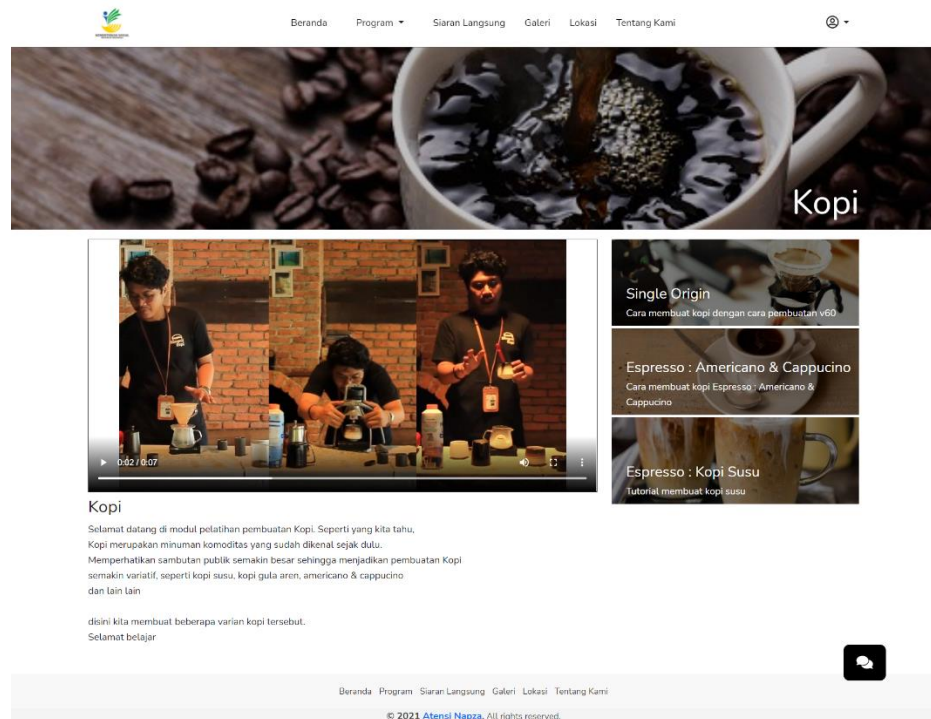 Beranda
Program
Siaran Langsung
Galeri
Lokasi
Tentang Kami
Kopi
0:02 / 0:07
Kopi
Selamat datang di modul pelatihan pembuatan Kopi. Seperti yang kita tahu,
Kopi merupakan minuman komoditas yang sudah dikenal sejak dulu.
Memperhatikan sambutan publik semakin besar sehingga menjadikan pembuatan Kopi
semakin variatif, seperti kopi susu, kopi gula aren, americano & cappucino
dan lain lain
disini kita membuat beberapa varian kopi tersebut.
Selamat belajar
Single Origin
Cara membuat kopi dengan cara pembuatan v60
Espresso : Americano & Cappucino
Cara membuat kopi Espresso : Americano &
Cappucino
Espresso : Kopi Susu
Tutorial membuat kopi susu
Beranda Program Siaran Langsung Galeri Lokasi Tentang Kami
© 2021 Atensi Napza. All rights reserved.